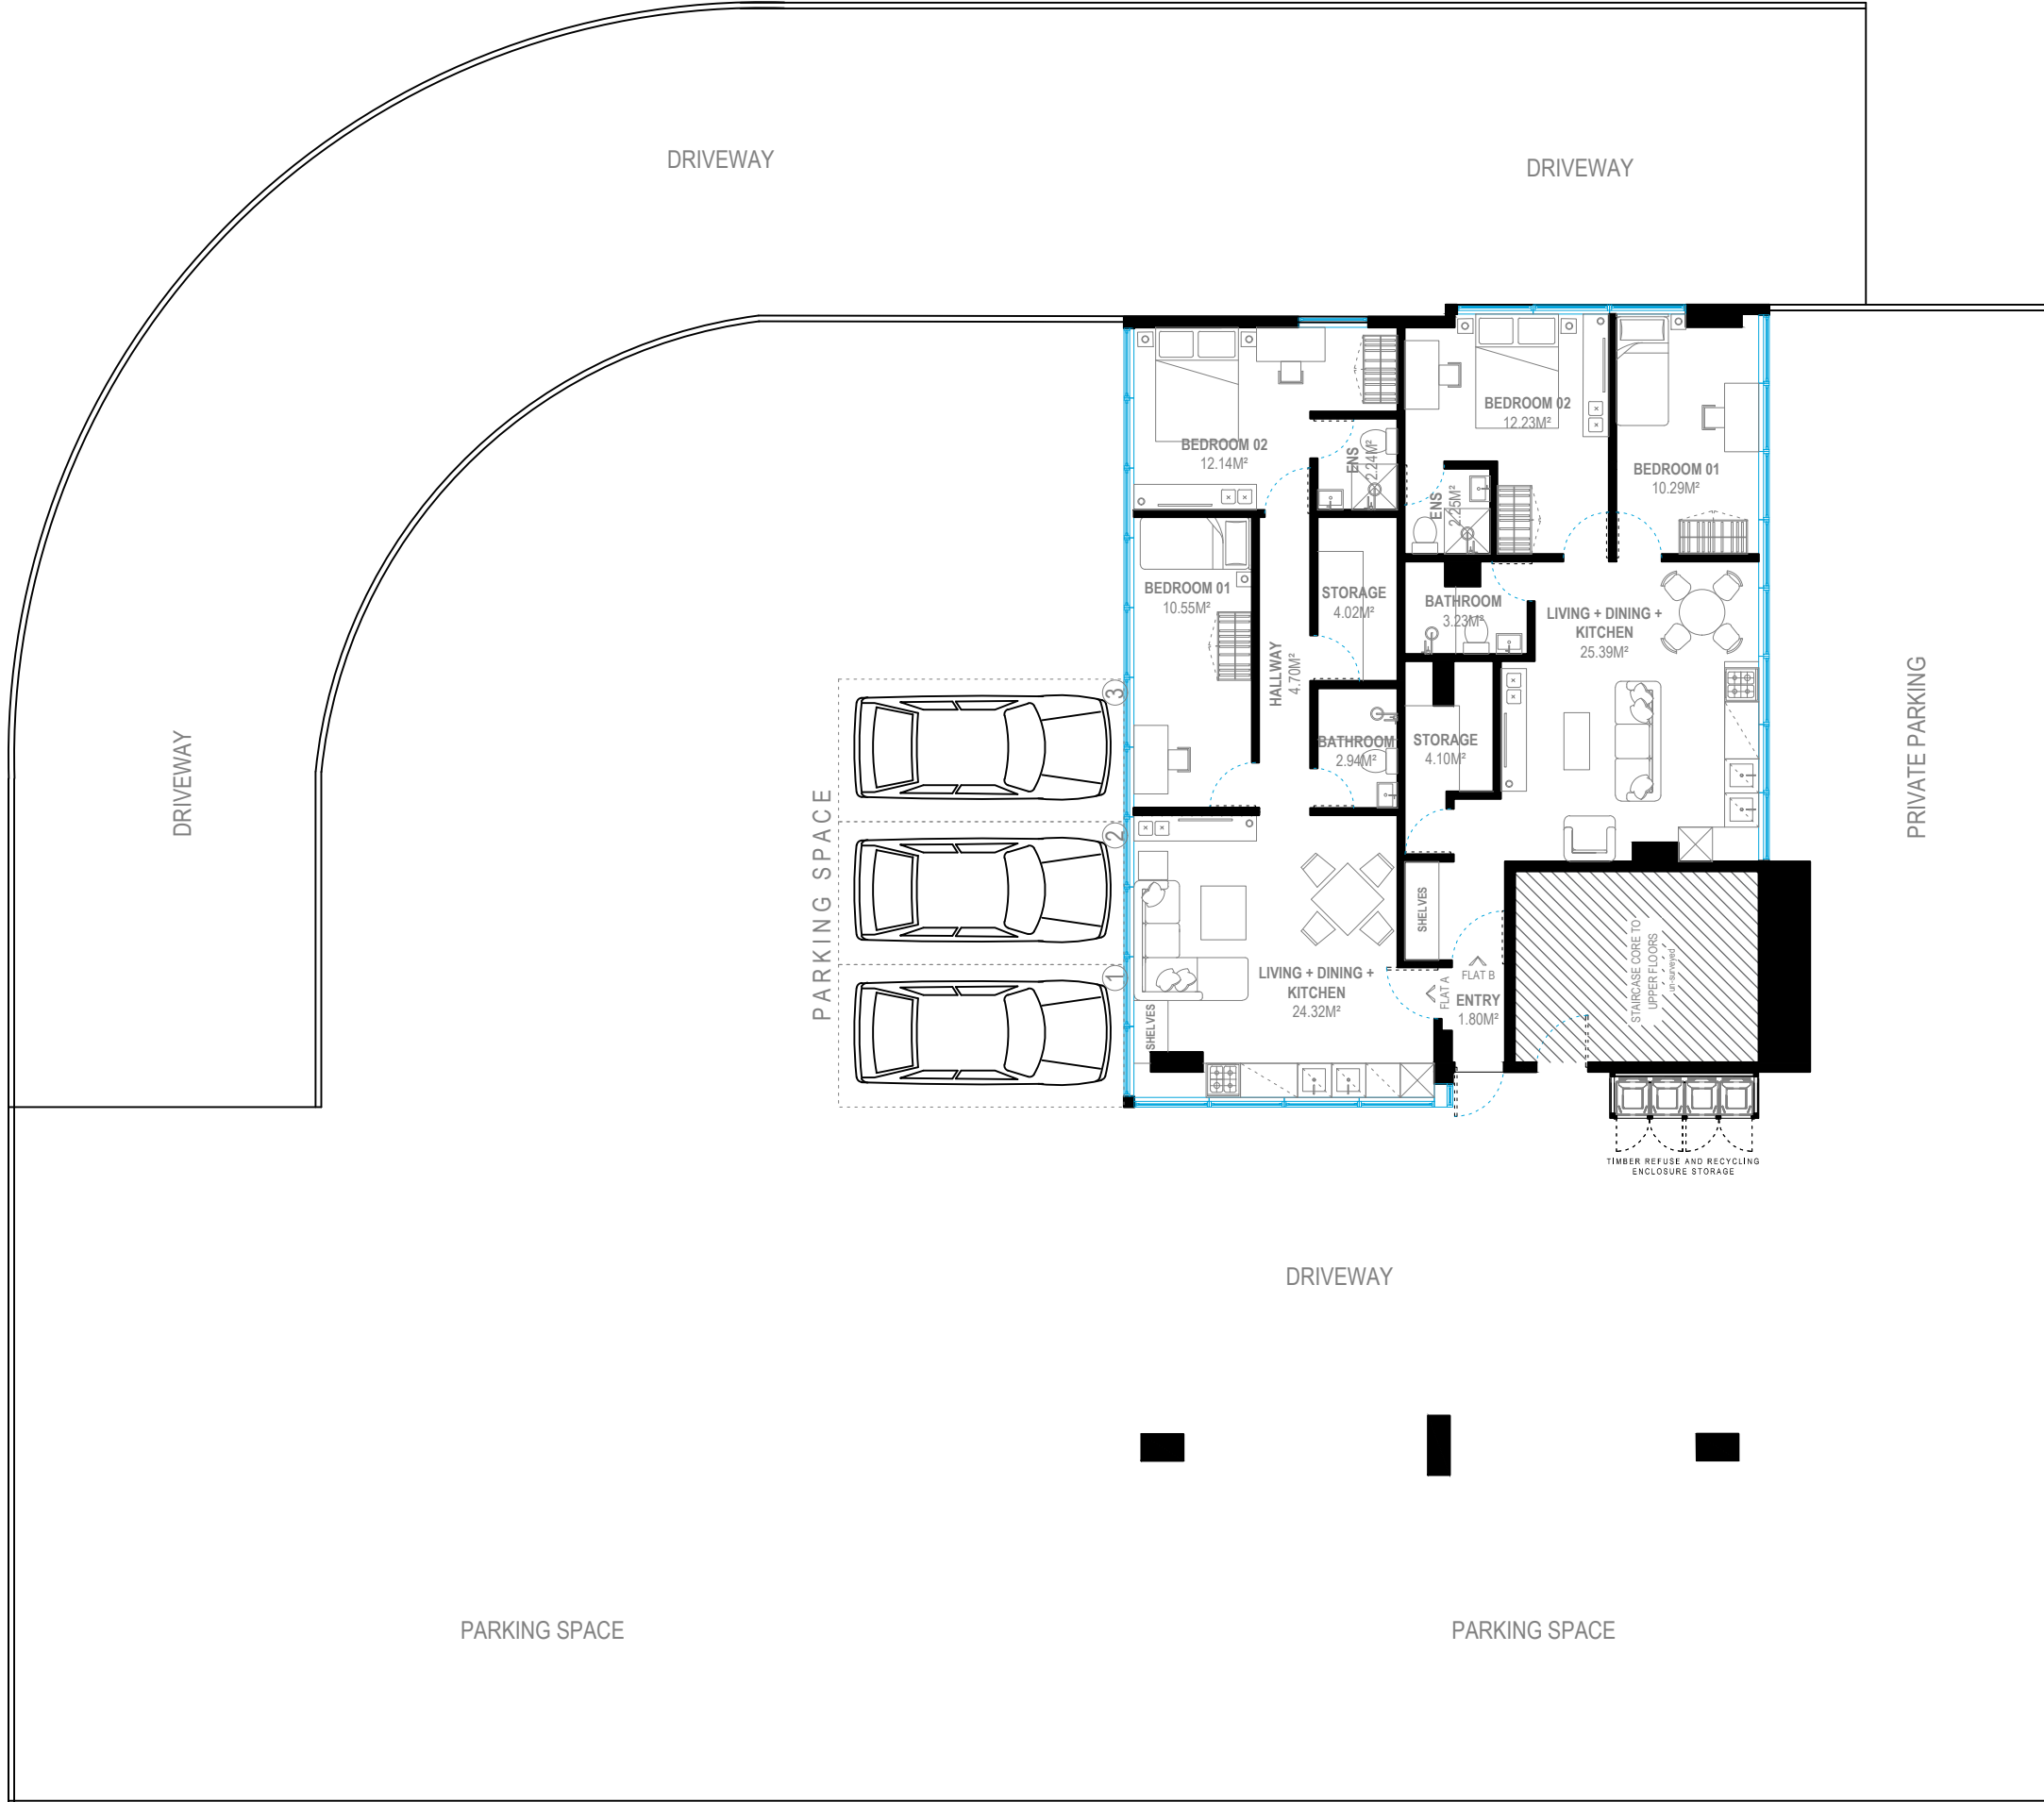 DRIVEWAY
DRIVEWAY
BEDROOM 02
12.23M²
BEDROOM 02
12.14M²
ENS
2.24M²
BEDROOM 01
10.29M²
ENS
2.25M²
BEDROOM 01
10.55M²
STORAGE
4.02M²
BATHROOM
3.23M²
LIVING + DINING +
KITCHEN
25.39M²
HALLWAY
4.70M²
PRIVATE PARKING
DRIVEWAY
PARKING SPACE
3
2
1
BATHROOM
2.94M²
STORAGE
4.10M²
SHELVES
STAIRCASE CORE TO
UPPER FLOORS
un-surveyed
LIVING + DINING +
KITCHEN
24.32M²
FLAT A
FLAT B
ENTRY
1.80M²
SHELVES
TIMBER REFUSE AND RECYCLING
ENCLOSURE STORAGE
DRIVEWAY
PARKING SPACE
PARKING SPACE